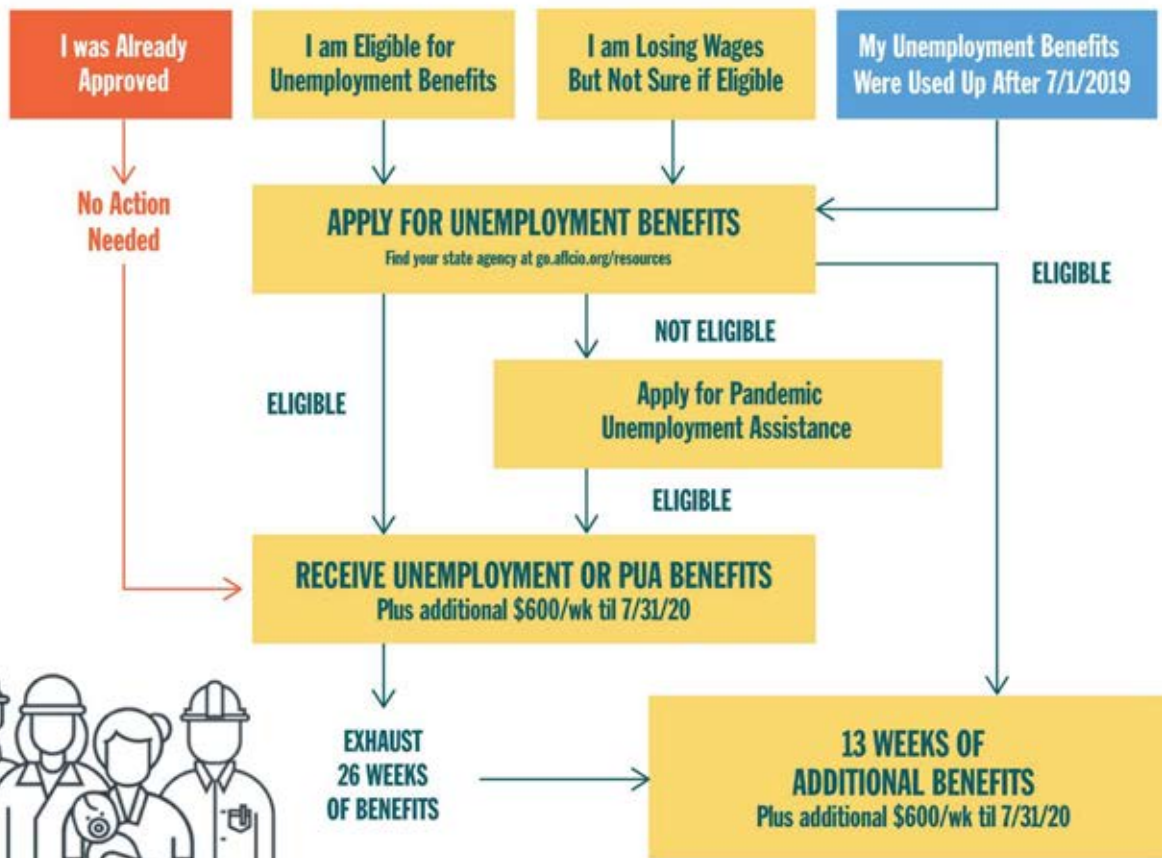 I was Already
Approved
I am Eligible for
Unemployment Benefits
I am Losing Wages
But Not Sure if Eligible
My Unemployment Benefits
Were Used Up After 7/1/2019
No Action
Needed
APPLY FOR UNEMPLOYMENT BENEFITS
Find your state agency at go.aflcio.org/resources
ELIGIBLE
NOT ELIGIBLE
Apply for Pandemic
Unemployment Assistance
ELIGIBLE
ELIGIBLE
RECEIVE UNEMPLOYMENT OR PUA BENEFITS
Plus additional $600/wk til 7/31/20
EXHAUST
26 WEEKS
OF BENEFITS
13 WEEKS OF
ADDITIONAL BENEFITS
Plus additional $600/wk til 7/31/20